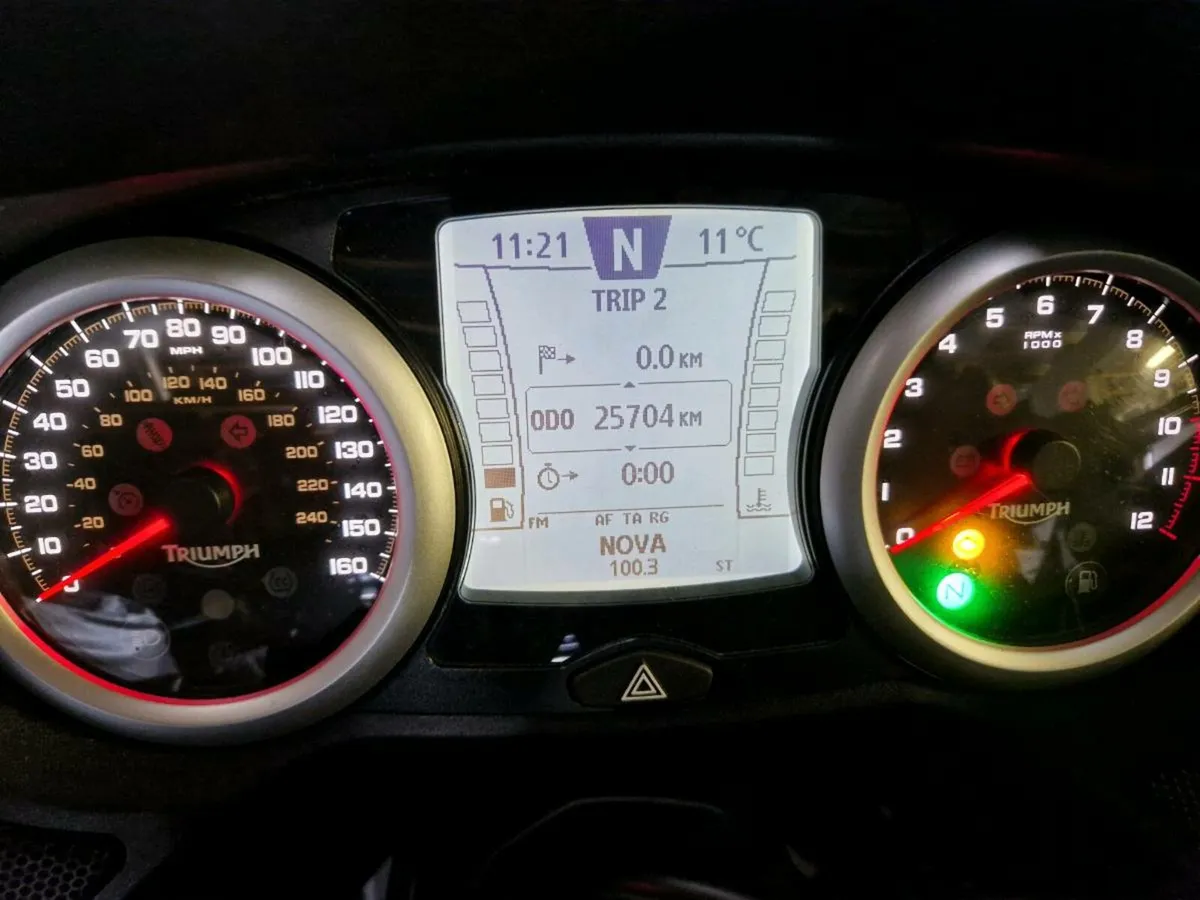 11:21 N 11°C
TRIP 2
0.0 KM
ODO 25704 KM
0:00
FM AF TA RG
NOVA
100.3 ST
0 10 20 30 40 50 60 70 80 90 100 110 120 130 140 150 160
MPH
20 40 60 80 100 120 140 160 180 200 220 240
KM/H
TRIUMPH
0 1 2 3 4 5 6 7 8 9 10 11 12
RPM x
1000
TRIUMPH
N